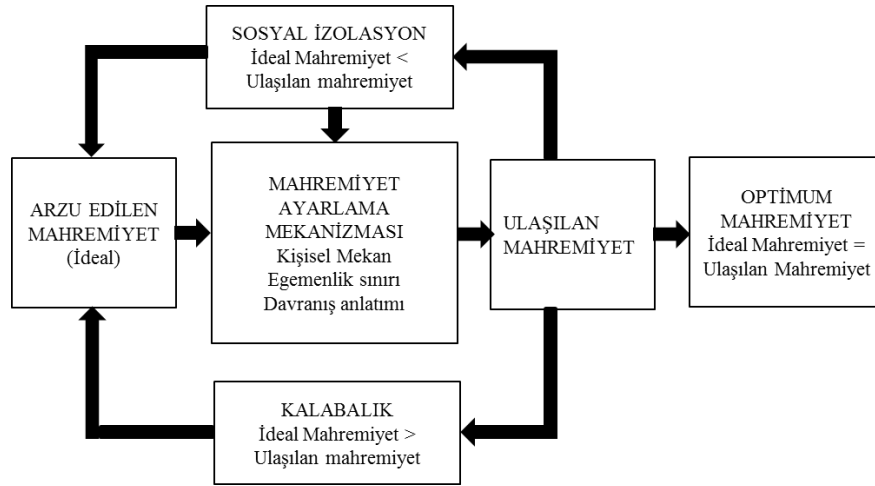 SOSYAL İZOLASYON
İdeal Mahremiyet <
Ulaşılan mahremiyet
ARZU EDİLEN
MAHREMİYET
(İdeal)
MAHREMİYET
AYARLAMA
MEKANİZMASI
Kişisel Mekan
Egemenlik sınırı
Davranış anlatımı
ULAŞILAN
MAHREMİYET
OPTİMUM
MAHREMİYET
İdeal Mahremiyet =
Ulaşılan Mahremiyet
KALABALIK
İdeal Mahremiyet >
Ulaşılan mahremiyet